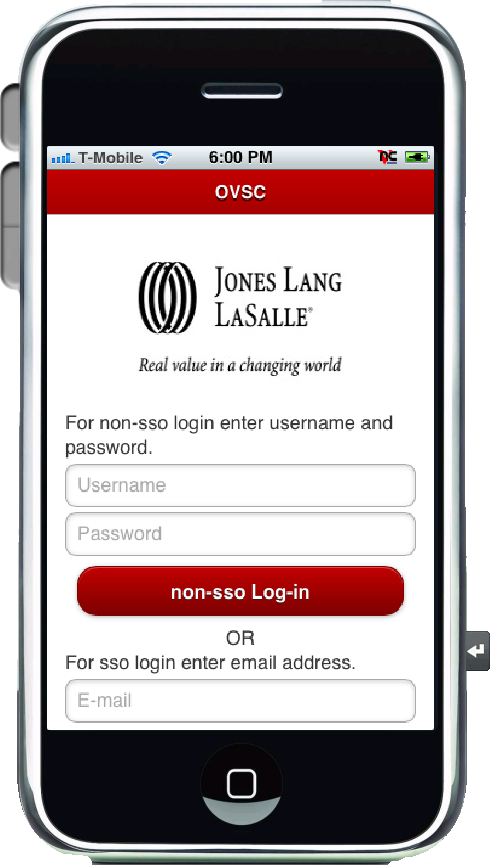 T-Mobile 6:00 PM
OVSC
JONES LANG
LASALLE®
Real value in a changing world
For non-sso login enter username and
password.
Username
Password
non-sso Log-in
OR
For sso login enter email address.
E-mail